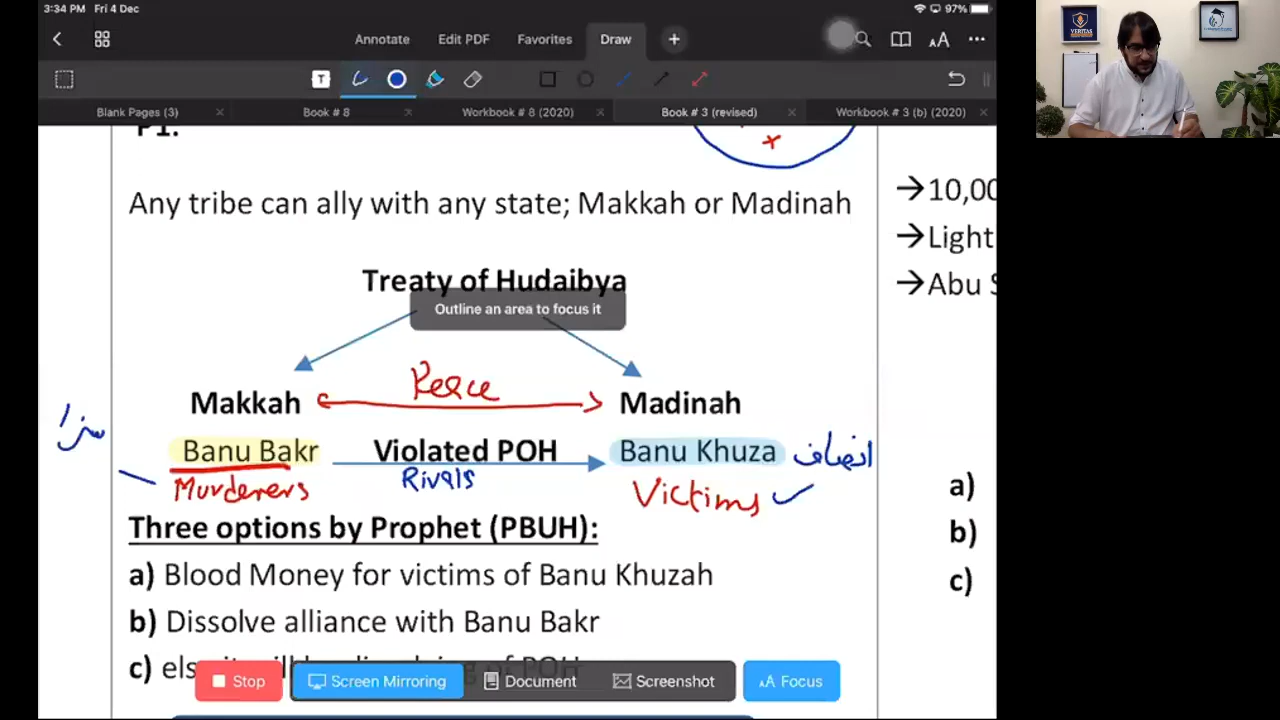 3:34 PM Fri 4 Dec 97%
Annotate Edit PDF Favorites Draw
AA
T
Blank Pages (3) × Book # 8 × Workbook # 8 (2020) × Book # 3 (revised) × Workbook # 3 (b) (2020) ×
P1.
Any tribe can ally with any state; Makkah or Madinah
Treaty of Hudaibya
Outline an area to focus it
Peace
Makkah Madinah
سزا
Banu Bakr Violated POH Banu Khuza انصاف
Murderers Rivals Victims
Three options by Prophet (PBUH):
a) Blood Money for victims of Banu Khuzah
b) Dissolve alliance with Banu Bakr
c)
Stop Screen Mirroring Document Screenshot AA Focus
→10,00
→Light
→Abu S
a)
b)
c)
VERITAS